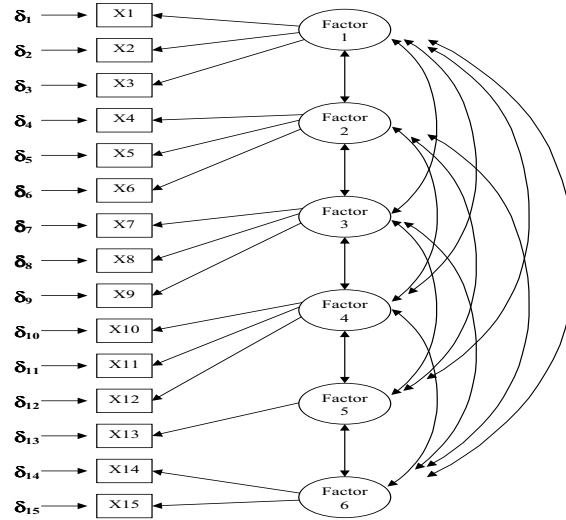 δ1 X1 Factor 1
δ2 X2
δ3 X3
δ4 X4 Factor 2
δ5 X5
δ6 X6
δ7 X7 Factor 3
δ8 X8
δ9 X9
δ10 X10 Factor 4
δ11 X11
δ12 X12
δ13 X13 Factor 5
δ14 X14
δ15 X15 Factor 6